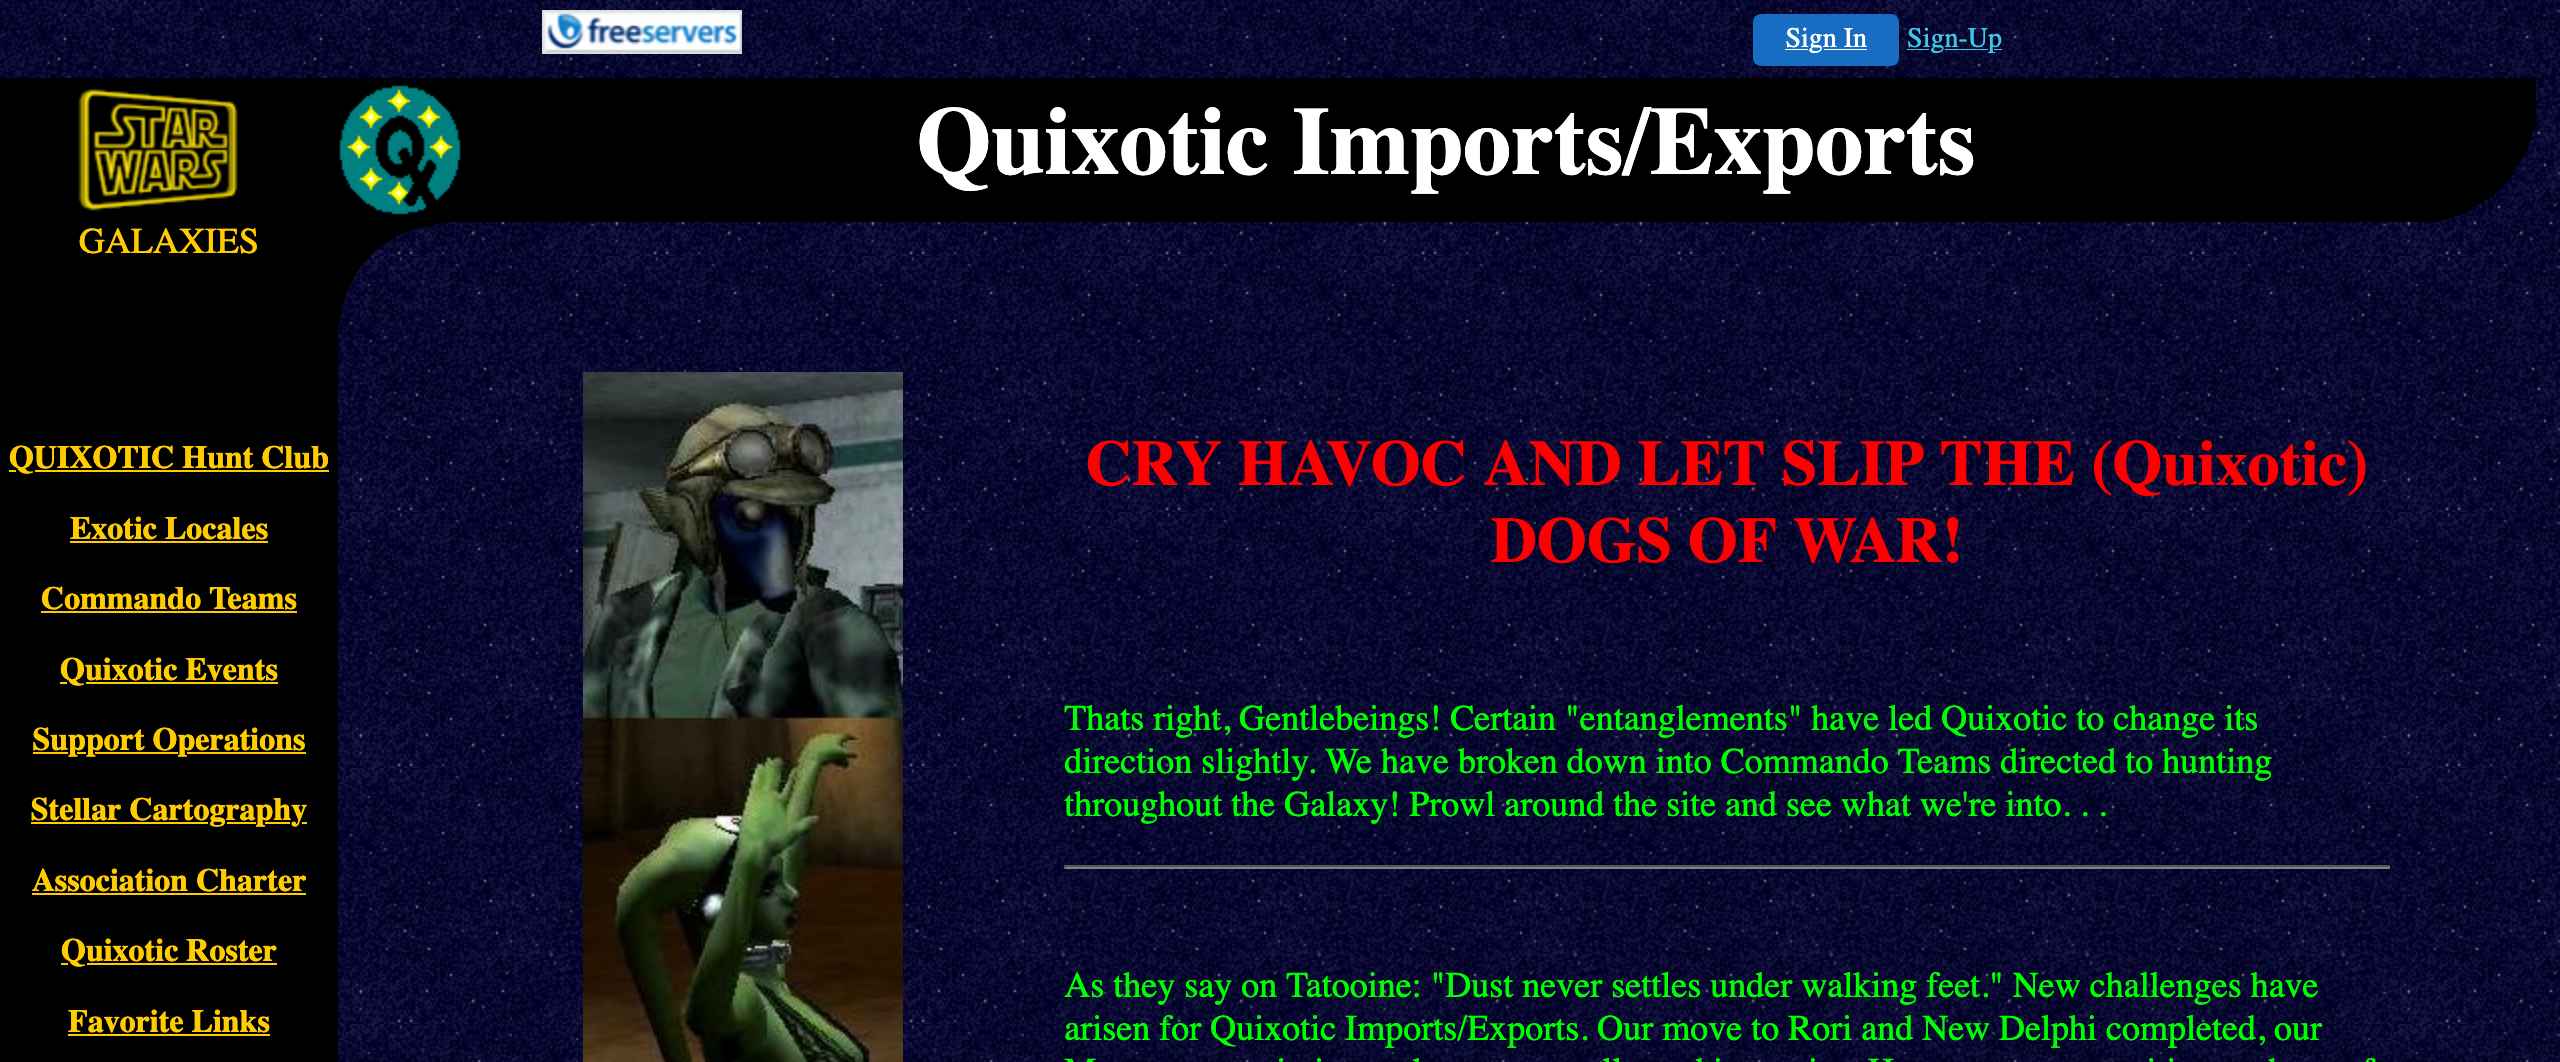 freeservers
Sign In Sign-Up
STAR
WARS
GALAXIES
Qx
Quixotic Imports/Exports
QUIXOTIC Hunt Club
Exotic Locales
Commando Teams
Quixotic Events
Support Operations
Stellar Cartography
Association Charter
Quixotic Roster
Favorite Links
CRY HAVOC AND LET SLIP THE (Quixotic)
DOGS OF WAR!
Thats right, Gentlebeings! Certain "entanglements" have led Quixotic to change its
direction slightly. We have broken down into Commando Teams directed to hunting
throughout the Galaxy! Prowl around the site and see what we're into. . .
As they say on Tatooine: "Dust never settles under walking feet." New challenges have
arisen for Quixotic Imports/Exports. Our move to Rori and New Delphi completed, our